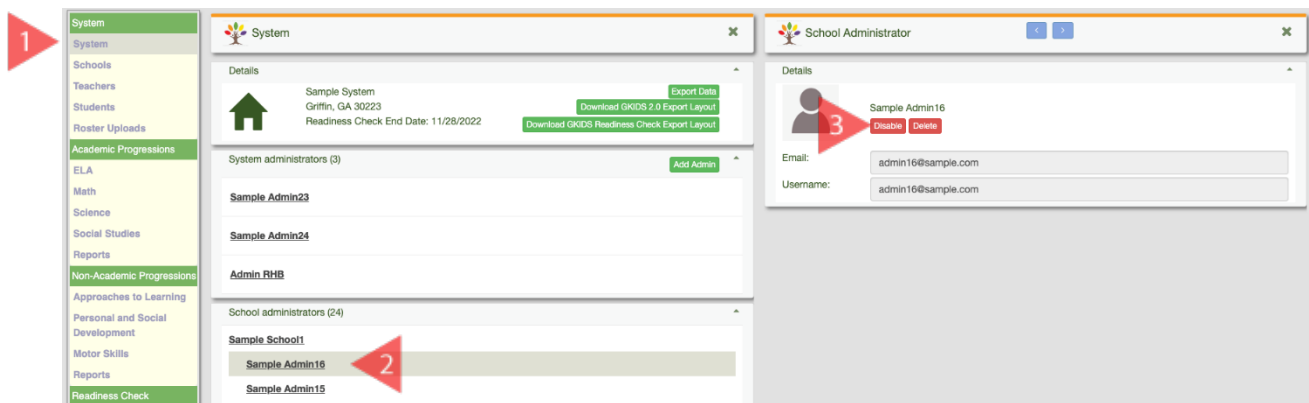 1
System
System
Schools
Teachers
Students
Roster Uploads
Academic Progressions
ELA
Math
Science
Social Studies
Reports
Non-Academic Progressions
Approaches to Learning
Personal and Social
Development
Motor Skills
Reports
Readiness Check
System
Details
Sample System
Griffin, GA 30223
Readiness Check End Date: 11/28/2022
Export Data
Download GKIDS 2.0 Export Layout
Download GKIDS Readiness Check Export Layout
System administrators (3)
Add Admin
Sample Admin23
Sample Admin24
Admin RHB
School administrators (24)
Sample School1
Sample Admin16
2
Sample Admin15
School Administrator
Details
Sample Admin16
3
Disable Delete
Email:
admin16@sample.com
Username:
admin16@sample.com